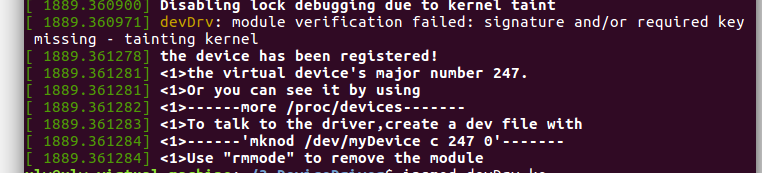 [ 1889.360900] Disabling lock debugging due to kernel taint
[ 1889.360971] devDrv: module verification failed: signature and/or required key
missing - tainting kernel
[ 1889.361278] the device has been registered!
[ 1889.361281] <1>the virtual device's major number 247.
[ 1889.361281] <1>Or you can see it by using
[ 1889.361282] <1>------more /proc/devices-------
[ 1889.361283] <1>To talk to the driver,create a dev file with
[ 1889.361284] <1>------'mknod /dev/myDevice c 247 0'-------
[ 1889.361284] <1>Use "rmmode" to remove the module